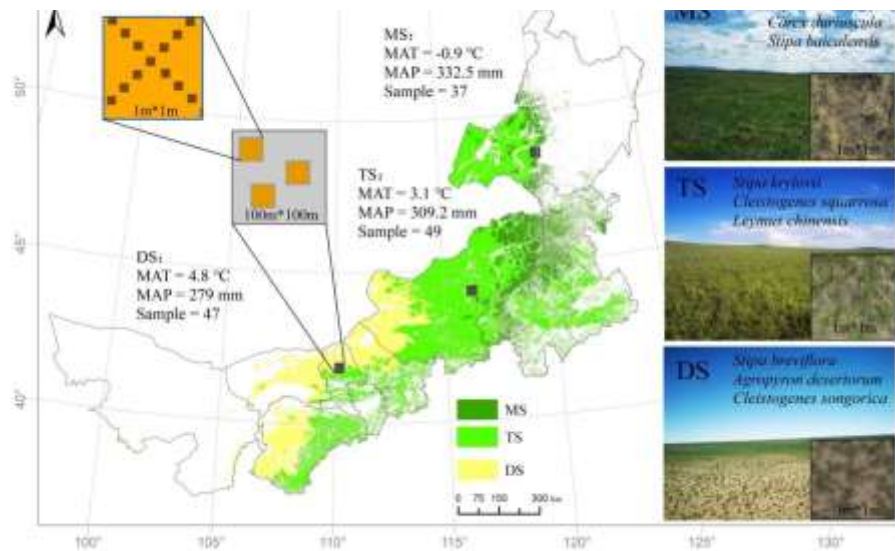 1m*1m
100m*100m
MS:
MAT = -0.9 °C
MAP = 332.5 mm
Sample = 37
TS:
MAT = 3.1 °C
MAP = 309.2 mm
Sample = 49
DS:
MAT = 4.8 °C
MAP = 279 mm
Sample = 47
MS
TS
DS
0 75 150 300 km
50°
45°
40°
100°
105°
110°
115°
120°
125°
130°
MS
Carex duriuscula
Stipa baicalensis
1m*1m
TS
Stipa krylovii
Cleistogenes squarrosa
Leymus chinensis
1m*1m
DS
Stipa breviflora
Agropyron desertorum
Cleistogenes songorica
1m*1m